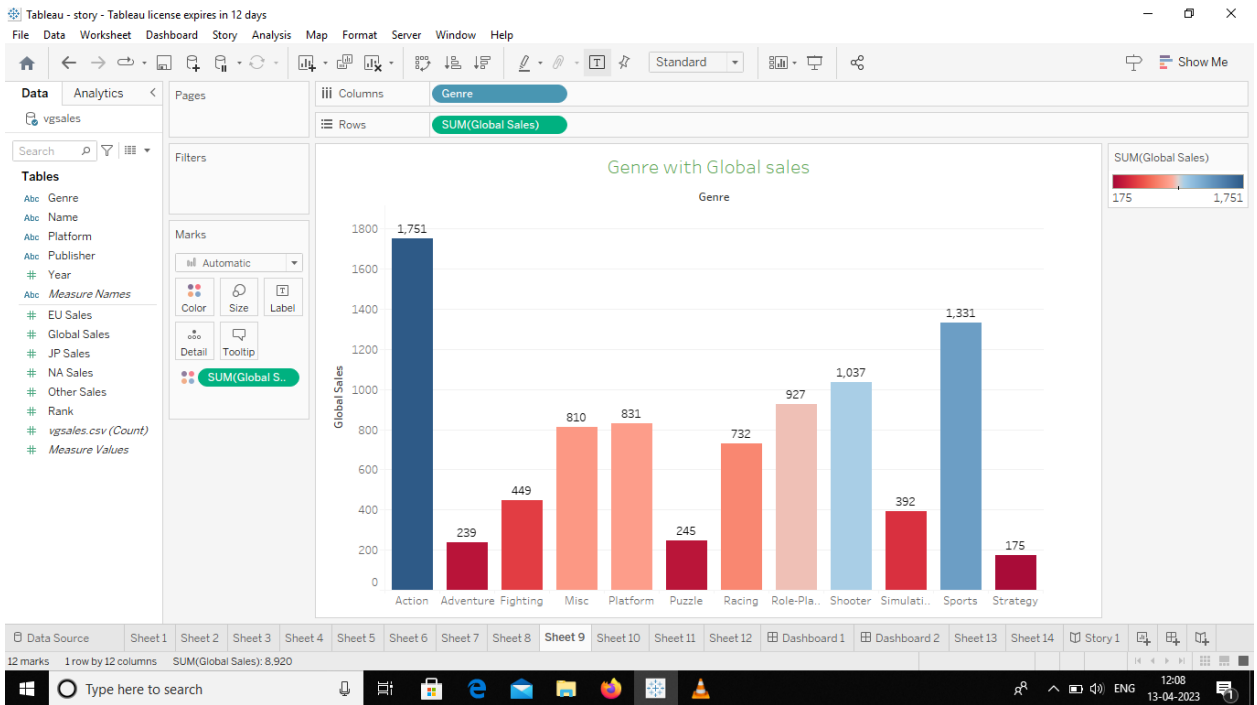 Tableau - story - Tableau license expires in 12 days
File Data Worksheet Dashboard Story Analysis Map Format Server Window Help
Standard
Show Me
Data Analytics
vgsales
Search
Tables
Abc Genre
Abc Name
Abc Platform
Abc Publisher
# Year
Abc Measure Names
# EU Sales
# Global Sales
# JP Sales
# NA Sales
# Other Sales
# Rank
# vgsales.csv (Count)
# Measure Values
Pages
Filters
Marks
Automatic
Color Size Label
Detail Tooltip
SUM(Global S..
Columns Genre
Rows SUM(Global Sales)
Genre with Global sales
Genre
Global Sales
1800
1600
1400
1200
1000
800
600
400
200
0
1,751
239
449
810
831
245
732
927
1,037
392
1,331
175
Action Adventure Fighting Misc Platform Puzzle Racing Role-Pla.. Shooter Simulati.. Sports Strategy
SUM(Global Sales)
175 1,751
Data Source Sheet 1 Sheet 2 Sheet 3 Sheet 4 Sheet 5 Sheet 6 Sheet 7 Sheet 8 Sheet 9 Sheet 10 Sheet 11 Sheet 12 Dashboard 1 Dashboard 2 Sheet 13 Sheet 14 Story 1
12 marks 1 row by 12 columns SUM(Global Sales): 8,920
Type here to search
ENG
12:08
13-04-2023
1